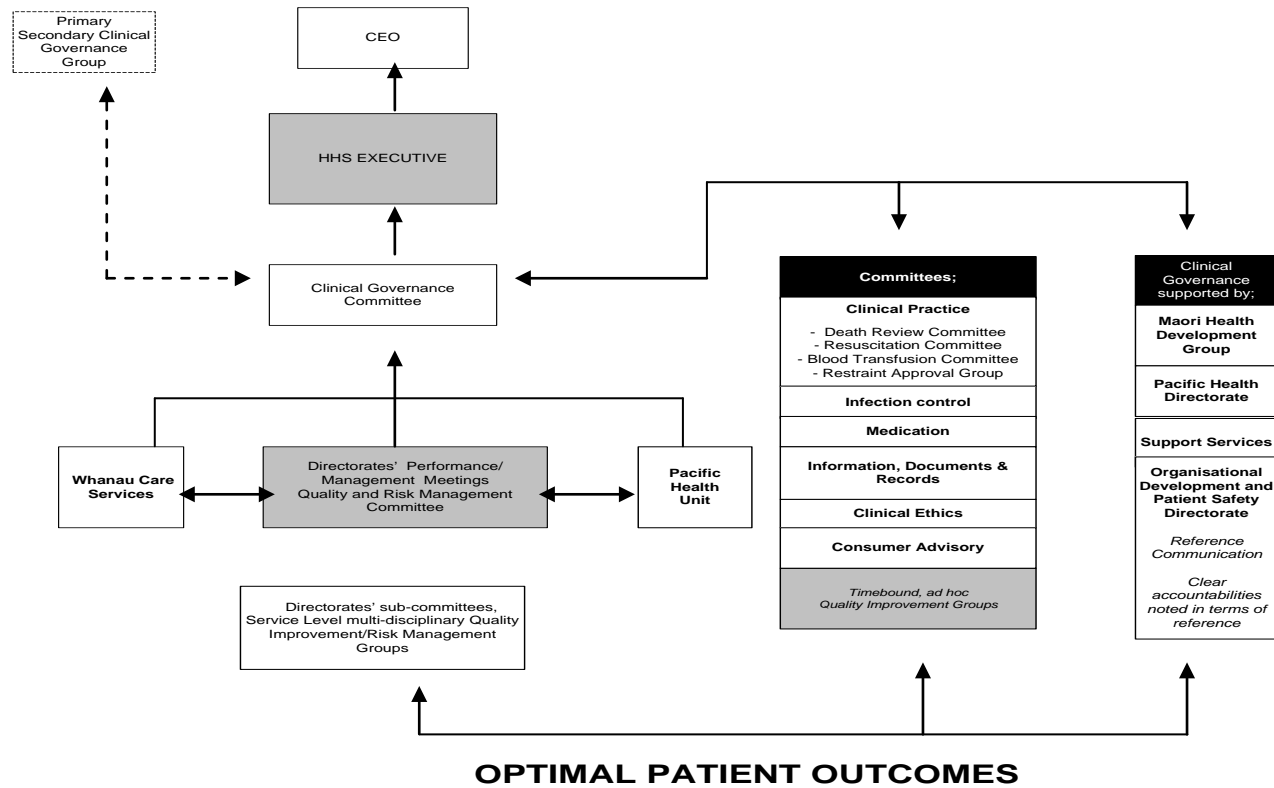 Primary
Secondary Clinical
Governance
Group
CEO
HHS EXECUTIVE
Clinical Governance
Committee
Whanau Care
Services
Directorates' Performance/
Management Meetings
Quality and Risk Management
Committee
Pacific
Health
Unit
Directorates' sub-committees,
Service Level multi-disciplinary Quality
Improvement/Risk Management
Groups
Committees;
Clinical Practice
- Death Review Committee
- Resuscitation Committee
- Blood Transfusion Committee
- Restraint Approval Group
Infection control
Medication
Information, Documents &
Records
Clinical Ethics
Consumer Advisory
Timebound, ad hoc
Quality Improvement Groups
Clinical
Governance
supported by;
Maori Health
Development
Group
Pacific Health
Directorate
Support Services
Organisational
Development and
Patient Safety
Directorate
Reference
Communication
Clear
accountabilities
noted in terms of
reference
OPTIMAL PATIENT OUTCOMES